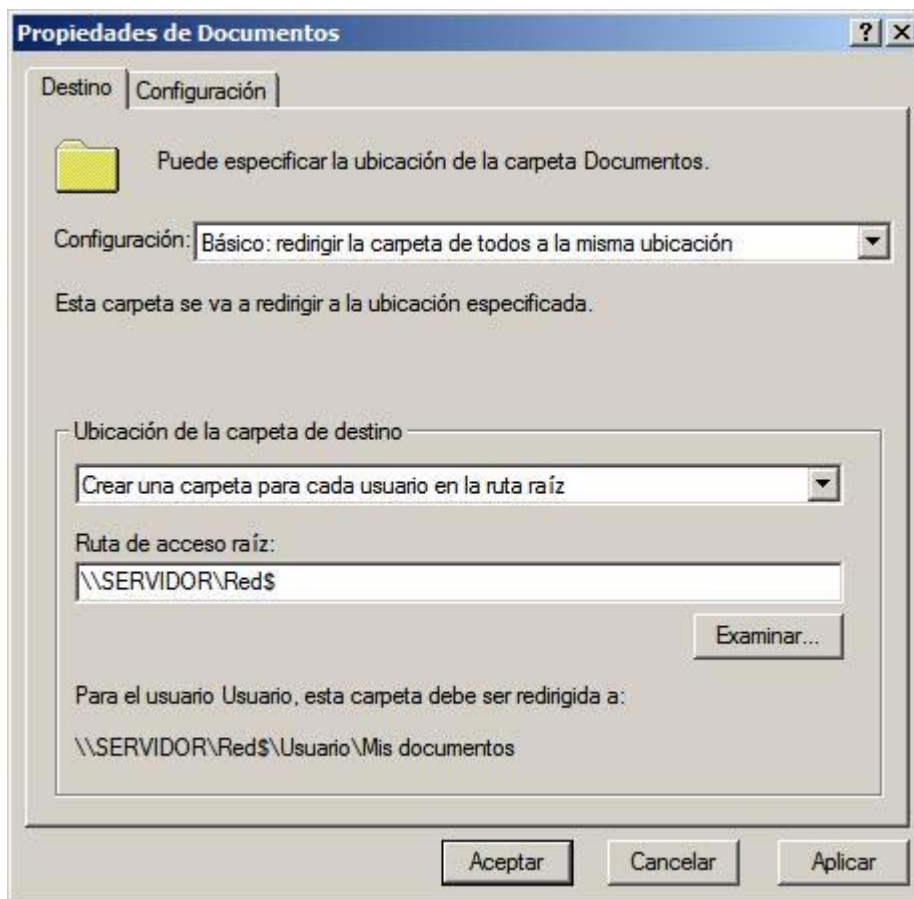 Propiedades de Documentos
Destino
Configuración
Puede especificar la ubicación de la carpeta Documentos.
Configuración:
Básico: redirigir la carpeta de todos a la misma ubicación
Esta carpeta se va a redirigir a la ubicación especificada.
Ubicación de la carpeta de destino
Crear una carpeta para cada usuario en la ruta raíz
Ruta de acceso raíz:
\\SERVIDOR\Red$
Examinar...
Para el usuario Usuario, esta carpeta debe ser redirigida a:
\\SERVIDOR\Red$\Usuario\Mis documentos
Aceptar
Cancelar
Aplicar